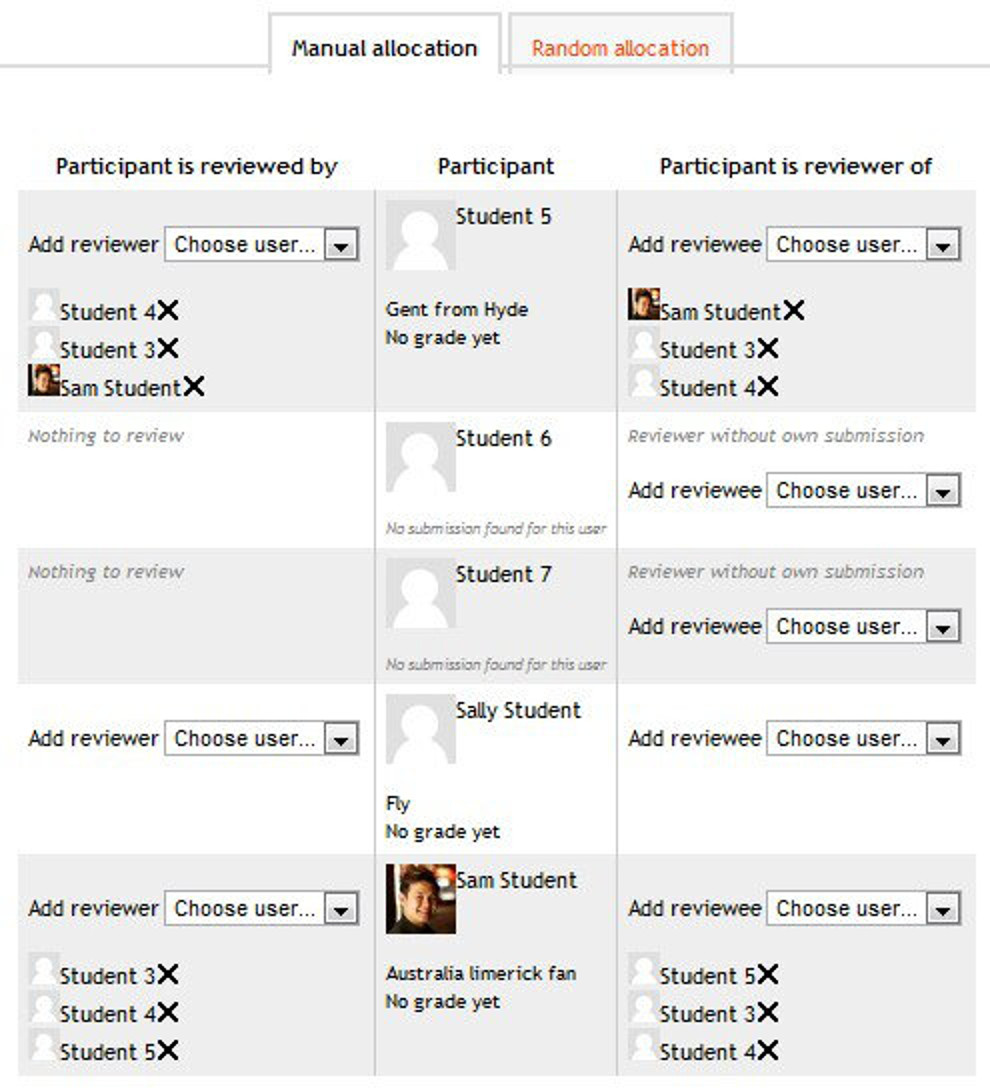 Manual allocation
Random allocation
Participant is reviewed by
Participant
Participant is reviewer of
Add reviewer Choose user...
Student 4
Student 3
Sam Student
Student 5
Gent from Hyde
No grade yet
Add reviewee Choose user...
Sam Student
Student 3
Student 4
Nothing to review
Student 6
No submission found for this user
Reviewer without own submission
Add reviewee Choose user...
Nothing to review
Student 7
No submission found for this user
Reviewer without own submission
Add reviewee Choose user...
Add reviewer Choose user...
Sally Student
Fly
No grade yet
Add reviewee Choose user...
Add reviewer Choose user...
Student 3
Student 4
Student 5
Sam Student
Australia limerick fan
No grade yet
Add reviewee Choose user...
Student 5
Student 3
Student 4